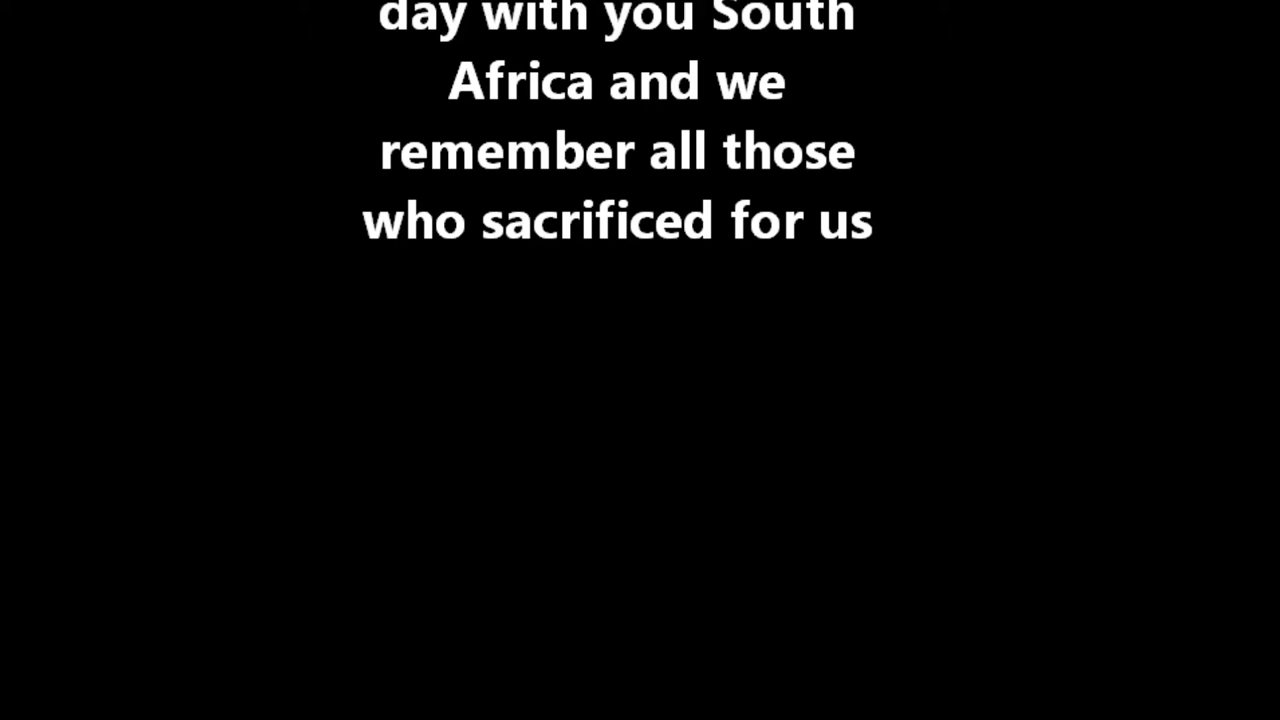 day with you South
Africa and we
remember all those
who sacrificed for us